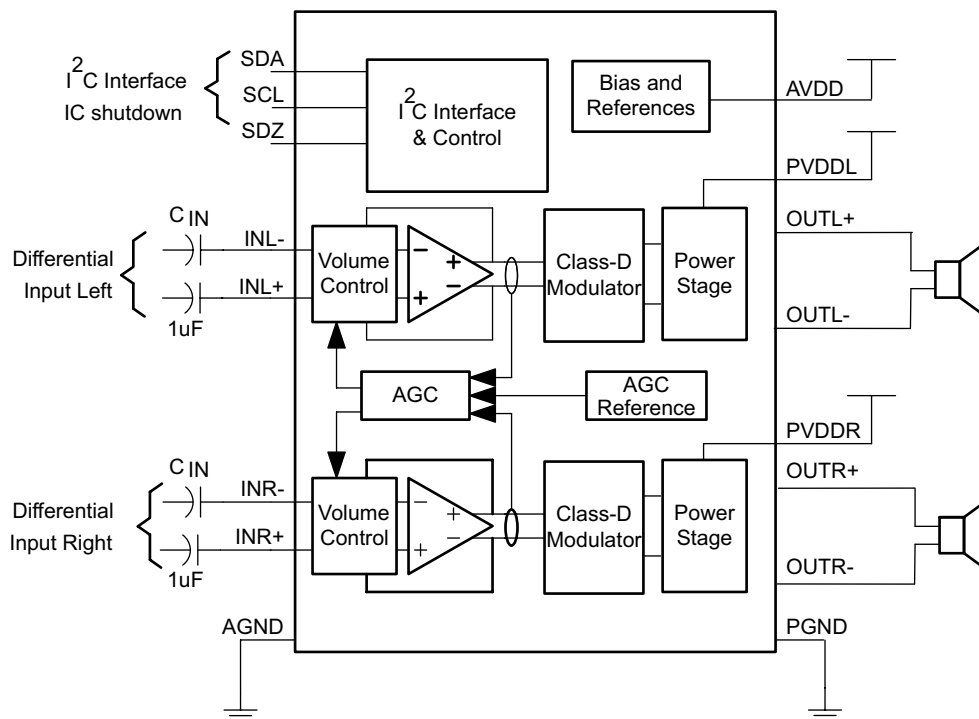 I2C Interface
IC shutdown
SDA
SCL
SDZ
I2C Interface
& Control
Bias and
References
AVDD
PVDDL
OUTL+
OUTL-
CIN
INL-
Differential
Input Left
INL+
1uF
Volume
Control
-
+
+
-
Class-D
Modulator
Power
Stage
AGC
AGC
Reference
PVDDR
OUTR+
OUTR-
CIN
INR-
Differential
Input Right
INR+
1uF
Volume
Control
-
+
+
-
Class-D
Modulator
Power
Stage
AGND
PGND